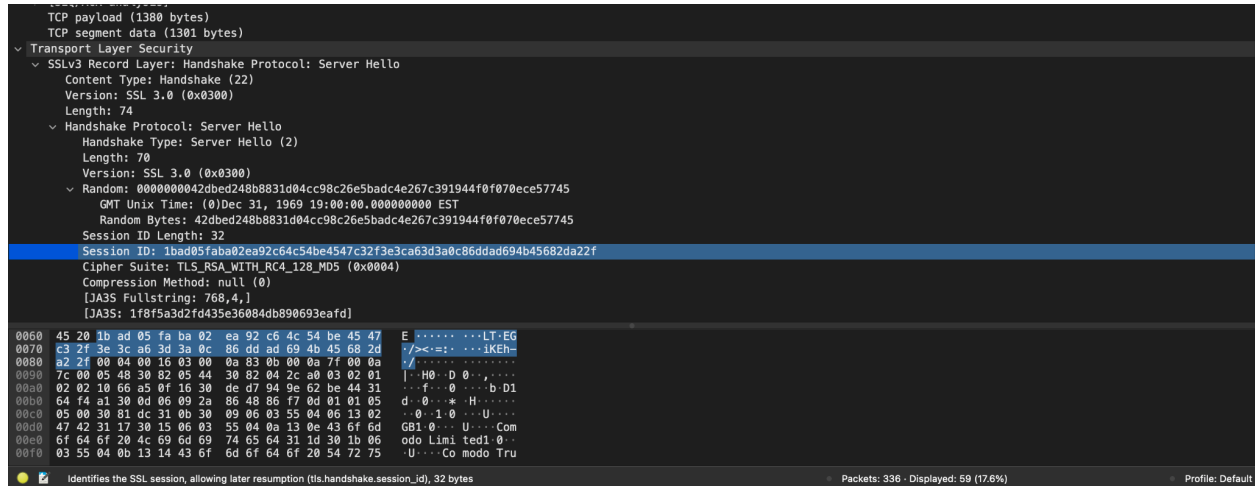 TCP payload (1380 bytes)
TCP segment data (1301 bytes)
Transport Layer Security
SSLv3 Record Layer: Handshake Protocol: Server Hello
Content Type: Handshake (22)
Version: SSL 3.0 (0x0300)
Length: 74
Handshake Protocol: Server Hello
Handshake Type: Server Hello (2)
Length: 70
Version: SSL 3.0 (0x0300)
Random: 0000000042dbed248b8831d04cc98c26e5badc4e267c391944f0f070ece57745
GMT Unix Time: (0)Dec 31, 1969 19:00:00.000000000 EST
Random Bytes: 42dbed248b8831d04cc98c26e5badc4e267c391944f0f070ece57745
Session ID Length: 32
Session ID: 1bad05faba02ea92c64c54be4547c32f3e3ca63d3a0c86ddad694b45682da22f
Cipher Suite: TLS_RSA_WITH_RC4_128_MD5 (0x0004)
Compression Method: null (0)
[JA3S Fullstring: 768,4,]
[JA3S: 1f8f5a3d2fd435e36084db890693eafd]
0060 45 20 1b ad 05 fa ba 02 ea 92 c6 4c 54 be 45 47 E ······ ···LT·EG
0070 c3 2f 3e 3c a6 3d 3a 0c 86 dd ad 69 4b 45 68 2d ·/><·=:· ···iKEh-
0080 a2 2f 00 04 00 16 03 00 0a 83 0b 00 0a 7f 00 0a ·/······ ········
0090 7c 00 05 48 30 82 05 44 30 82 04 2c a0 03 02 01 |··H0··D 0··,····
00a0 02 02 10 66 a5 0f 16 30 de d7 94 9e 62 be 44 31 ···f···0 ····b·D1
00b0 64 f4 a1 30 0d 06 09 2a 86 48 86 f7 0d 01 01 05 d··0···* ·H······
00c0 05 00 30 81 dc 31 0b 30 09 06 03 55 04 06 13 02 ··0··1·0 ···U····
00d0 47 42 31 17 30 15 06 03 55 04 0a 13 0e 43 6f 6d GB1·0··· U····Com
00e0 6f 64 6f 20 4c 69 6d 69 74 65 64 31 1d 30 1b 06 odo Limi ted1·0··
00f0 03 55 04 0b 13 14 43 6f 6d 6f 64 6f 20 54 72 75 ·U····Co modo Tru
Identifies the SSL session, allowing later resumption (tls.handshake.session_id), 32 bytes Packets: 336 · Displayed: 59 (17.6%) Profile: Default